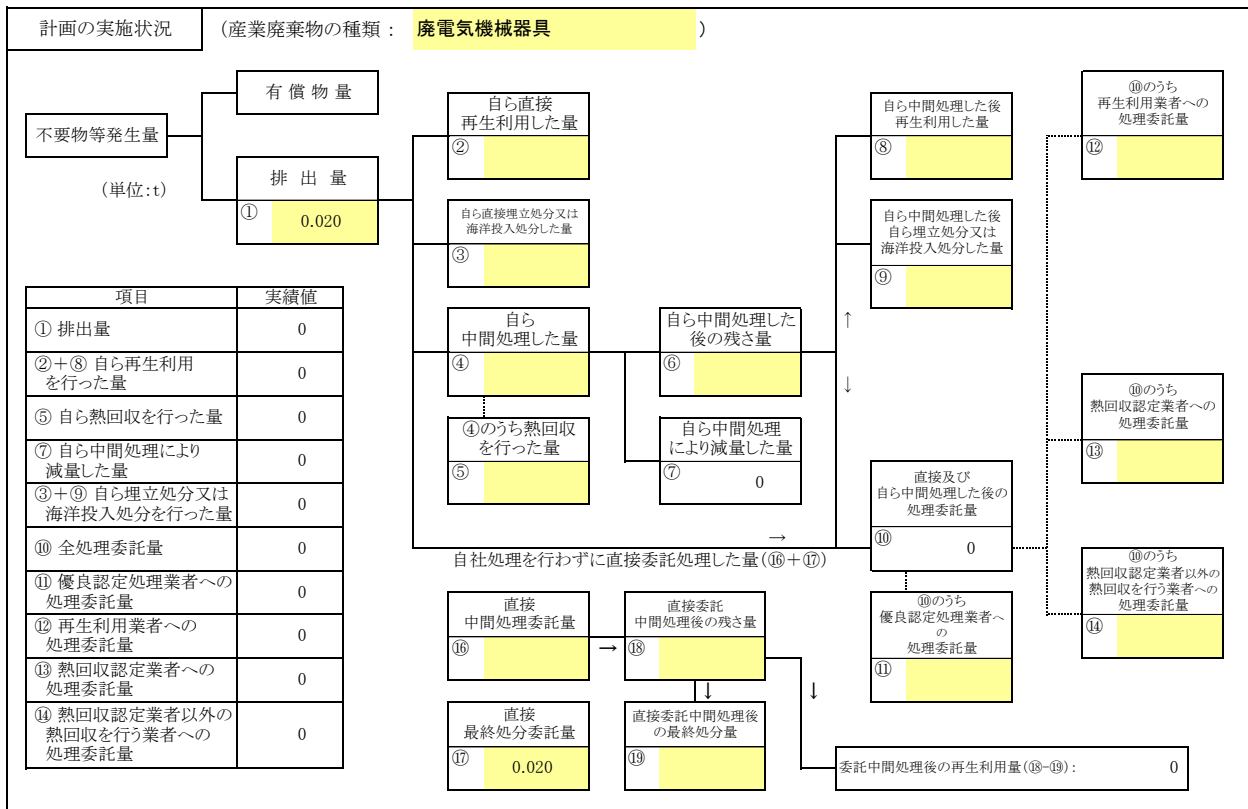 計画の実施状況
(産業廃棄物の種類： 廃電気機械器具 )
不要物等発生量
(単位:t)
有 償 物 量
排 出 量
① 0.020
自ら直接
再生利用した量
②
自ら直接埋立処分又は
海洋投入処分した量
③
自ら
中間処理した量
④
④のうち熱回収
を行った量
⑤
自ら中間処理した
後の残さ量
⑥
自ら中間処理
により減量した量
⑦ 0
自ら中間処理した後
再生利用した量
⑧
自ら中間処理した後
自ら埋立処分又は
海洋投入処分した量
⑨
↑
↓
直接及び
自ら中間処理した後の
処理委託量
⑩ 0
⑩のうち
優良認定処理業者へ
の
処理委託量
⑪
⑩のうち
再生利用業者への
処理委託量
⑫
⑩のうち
熱回収認定業者への
処理委託量
⑬
⑩のうち
熱回収認定業者以外の
熱回収を行う業者への
処理委託量
⑭
→
自社処理を行わずに直接委託処理した量(⑯＋⑰)
直接
中間処理委託量
⑯
→
直接委託
中間処理後の残さ量
⑱
↓
↓
直接
最終処分委託量
⑰ 0.020
直接委託中間処理後
の最終処分量
⑲
委託中間処理後の再生利用量(⑱-⑲)： 0
項目 実績値
① 排出量 0
②＋⑧ 自ら再生利用
を行った量 0
⑤ 自ら熱回収を行った量 0
⑦ 自ら中間処理により
減量した量 0
③＋⑨ 自ら埋立処分又は
海洋投入処分を行った量 0
⑩ 全処理委託量 0
⑪ 優良認定処理業者への
処理委託量 0
⑫ 再生利用業者への
処理委託量 0
⑬ 熱回収認定業者への
処理委託量 0
⑭ 熱回収認定業者以外の
熱回収を行う業者への
処理委託量 0